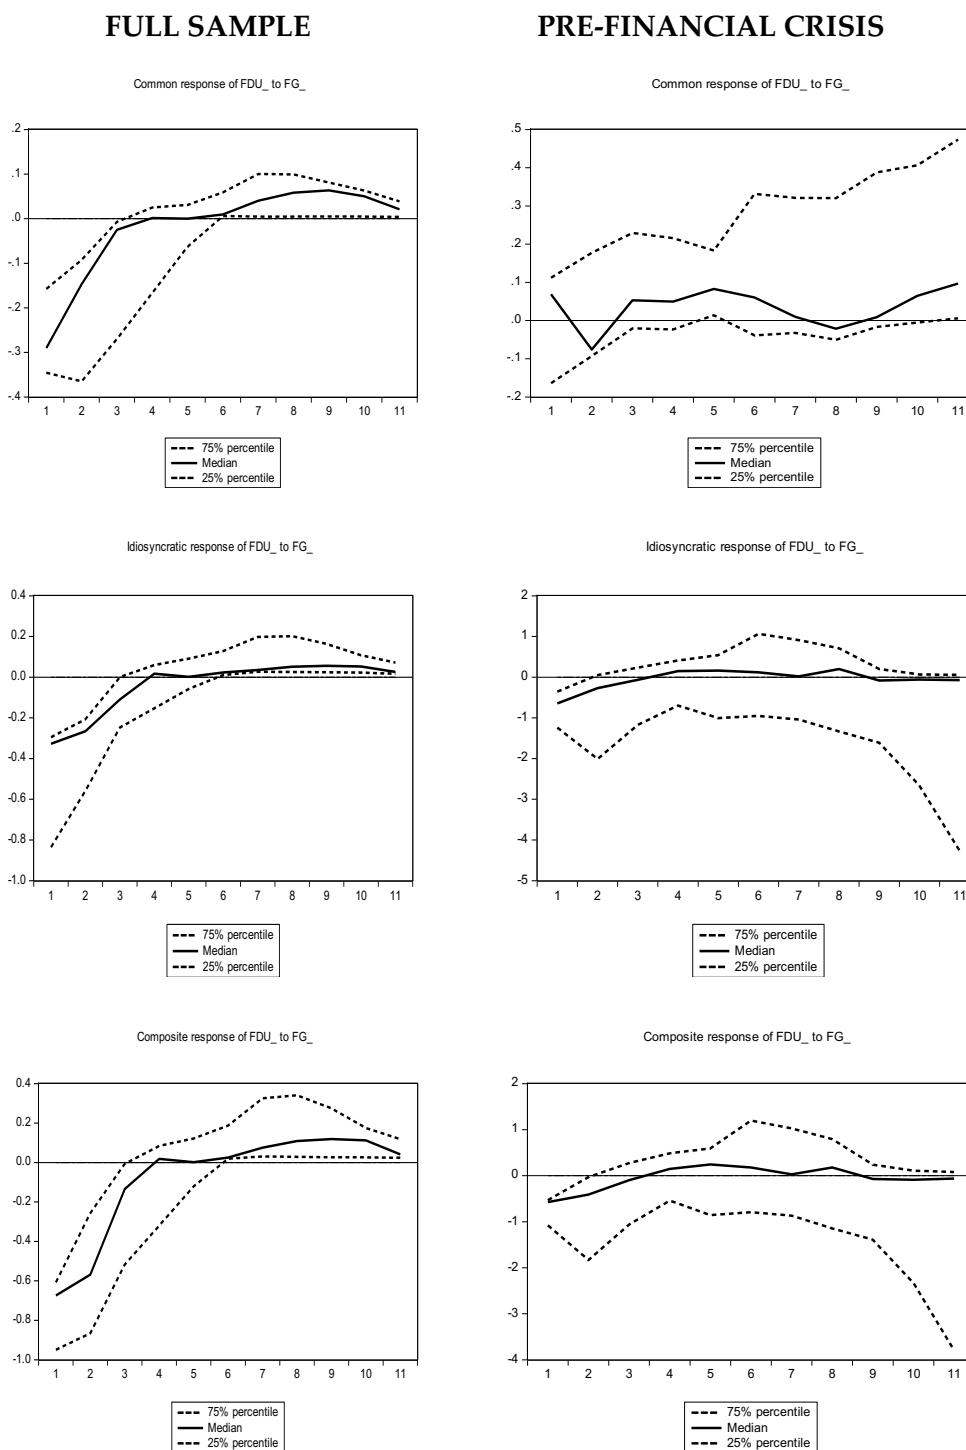 FULL SAMPLE
PRE-FINANCIAL CRISIS
Common response of FDU_ to FG_
.2
.1
.0
-.1
-.2
-.3
-.4
1 2 3 4 5 6 7 8 9 10 11
75% percentile
Median
25% percentile
Common response of FDU_ to FG_
.5
.4
.3
.2
.1
.0
-.1
-.2
1 2 3 4 5 6 7 8 9 10 11
75% percentile
Median
25% percentile
Idiosyncratic response of FDU_ to FG_
0.4
0.2
0.0
-0.2
-0.4
-0.6
-0.8
-1.0
1 2 3 4 5 6 7 8 9 10 11
75% percentile
Median
25% percentile
Idiosyncratic response of FDU_ to FG_
2
1
0
-1
-2
-3
-4
-5
1 2 3 4 5 6 7 8 9 10 11
75% percentile
Median
25% percentile
Composite response of FDU_ to FG_
0.4
0.2
0.0
-0.2
-0.4
-0.6
-0.8
-1.0
1 2 3 4 5 6 7 8 9 10 11
75% percentile
Median
25% percentile
Composite response of FDU_ to FG_
2
1
0
-1
-2
-3
-4
1 2 3 4 5 6 7 8 9 10 11
75% percentile
Median
25% percentile